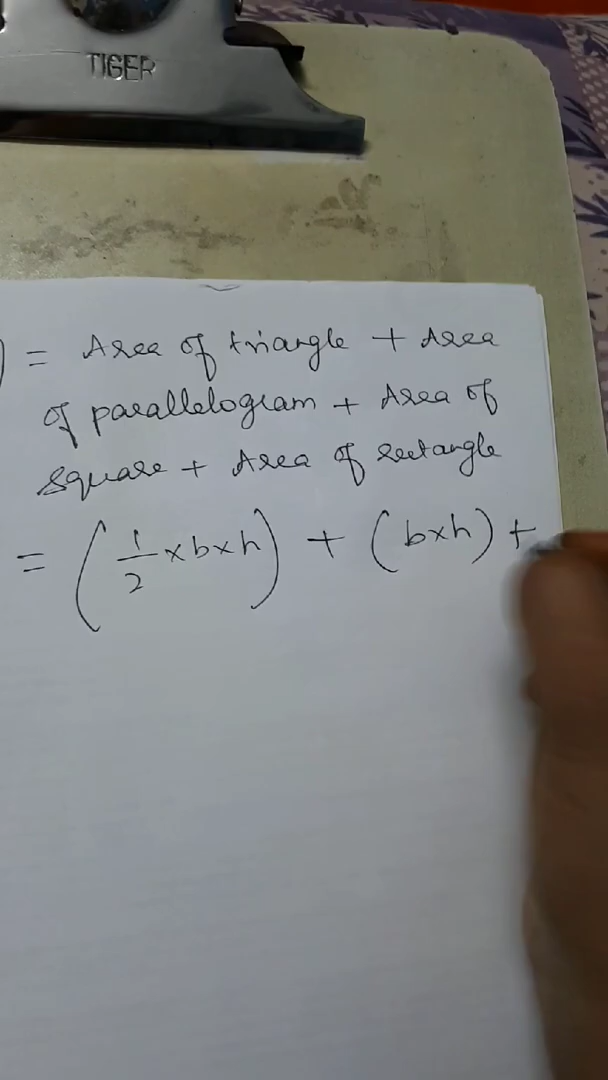 TIGER
) = Area of triangle + Area
of parallelogram + Area of
square + Area of rectangle
= (1/2 × b × h) + (b×h) +